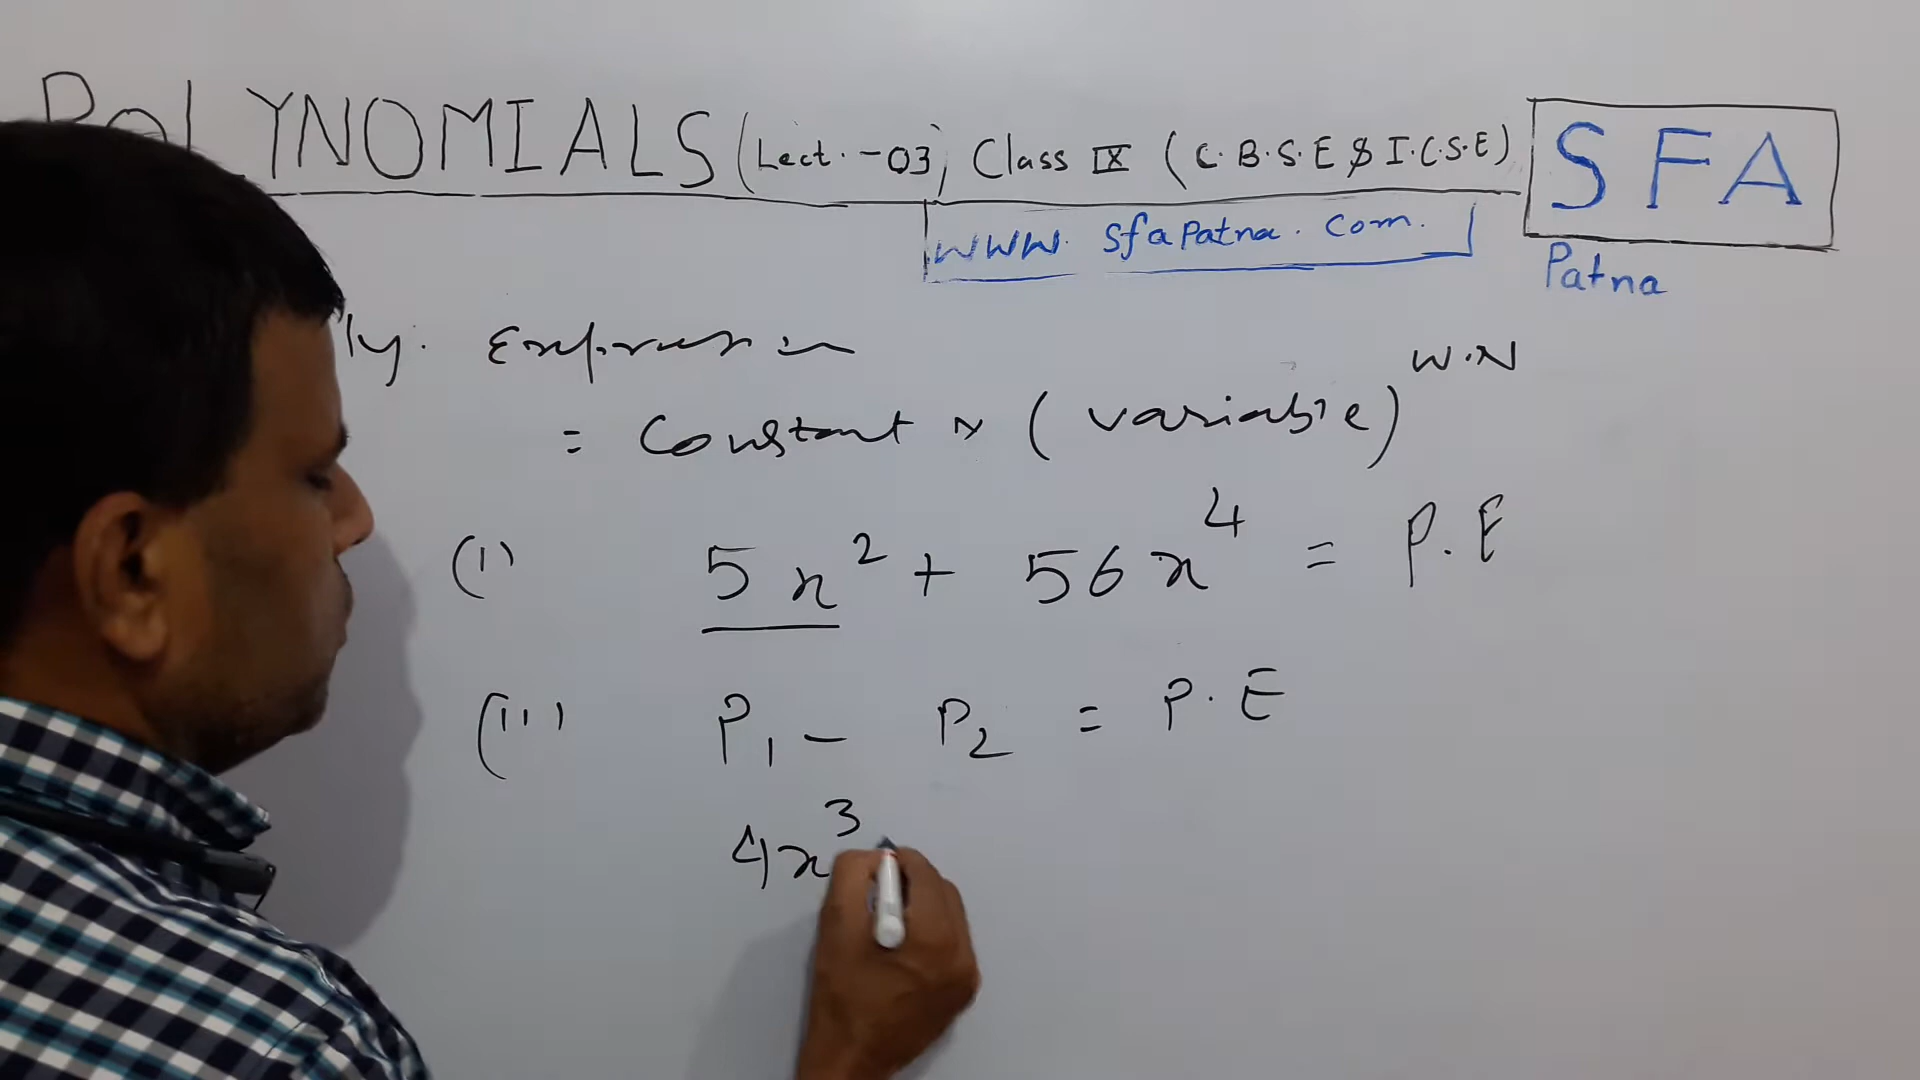 POLYNOMIALS (Lect. -03, Class IX (C.B.S.E & I.C.S.E)
SFA
www. sfapatna. com.
Patna
ly. Expression
= Constant × (variable)^W.N
(i) 5x² + 56x⁴ = P.E
(ii) P₁ - P₂ = P.E
4x³